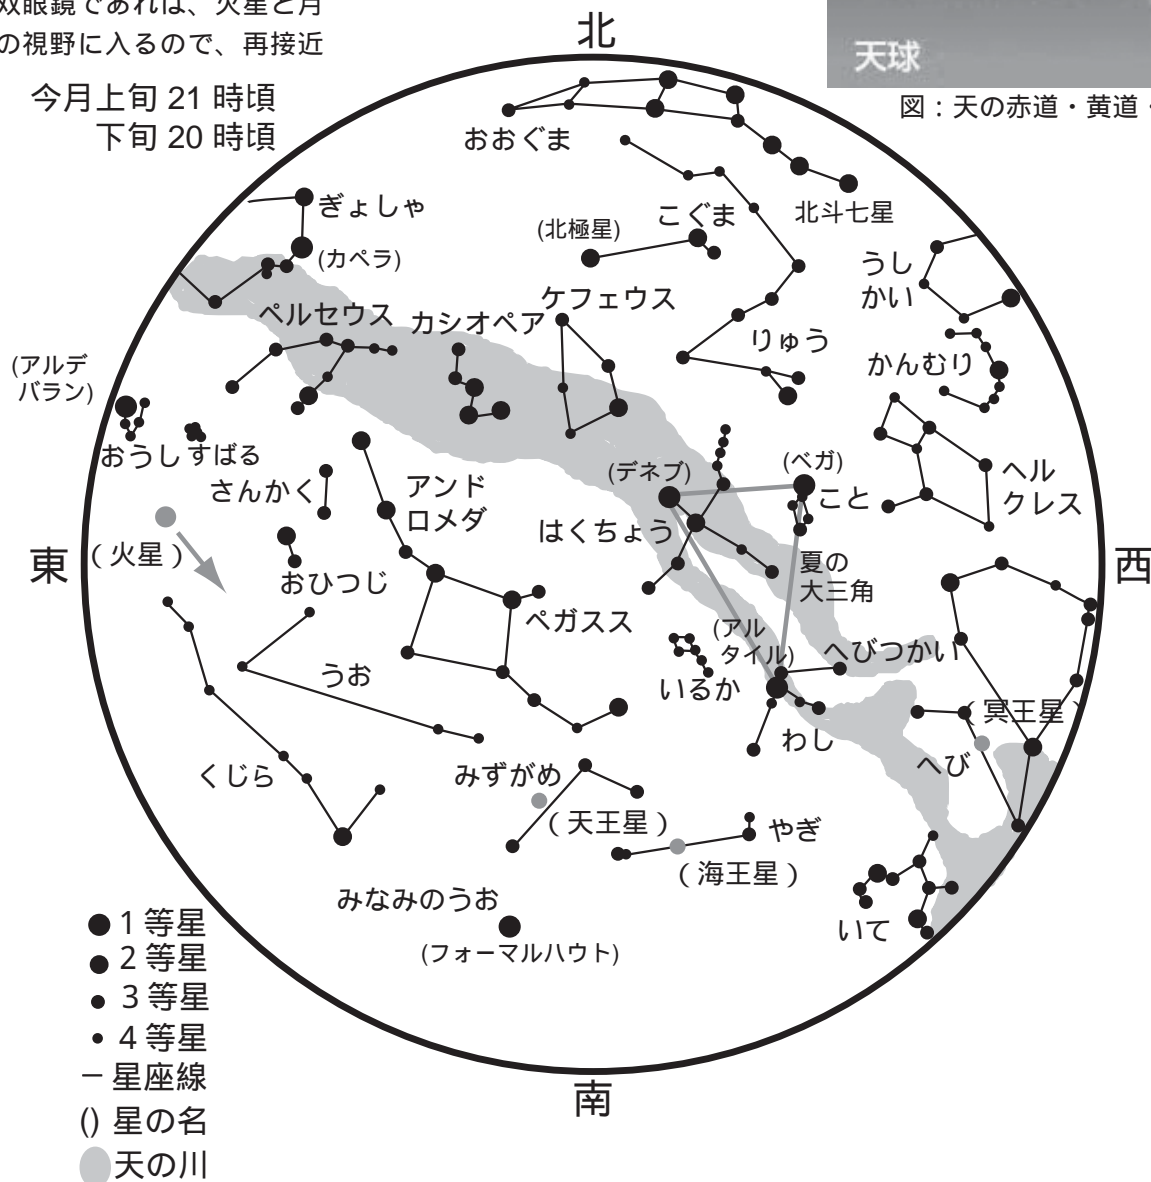 双眼鏡であれば、火星と月
の視野に入るので、再接近
天球
図：天の赤道・黄道・
今月上旬 21 時頃
下旬 20 時頃
北
おおぐま
北斗七星
ぎょしゃ
(カペラ)
(北極星)
こぐま
うし
かい
ペルセウス
カシオペア
ケフェウス
りゅう
かんむり
(アルデ
バラン)
おうし
すばる
さんかく
アンド
ロメダ
(デネブ)
(ベガ)
こと
ヘル
クレス
はくちょう
東
(火星)
おひつじ
夏の
大三角
西
ペガスス
(アル
タイル)
へびつかい
うお
いるか
わし
(冥王星)
へび
くじら
みずがめ
(天王星)
やぎ
(海王星)
みなみのうお
(フォーマルハウト)
いて
南
1 等星
2 等星
3 等星
4 等星
− 星座線
() 星の名
天の川